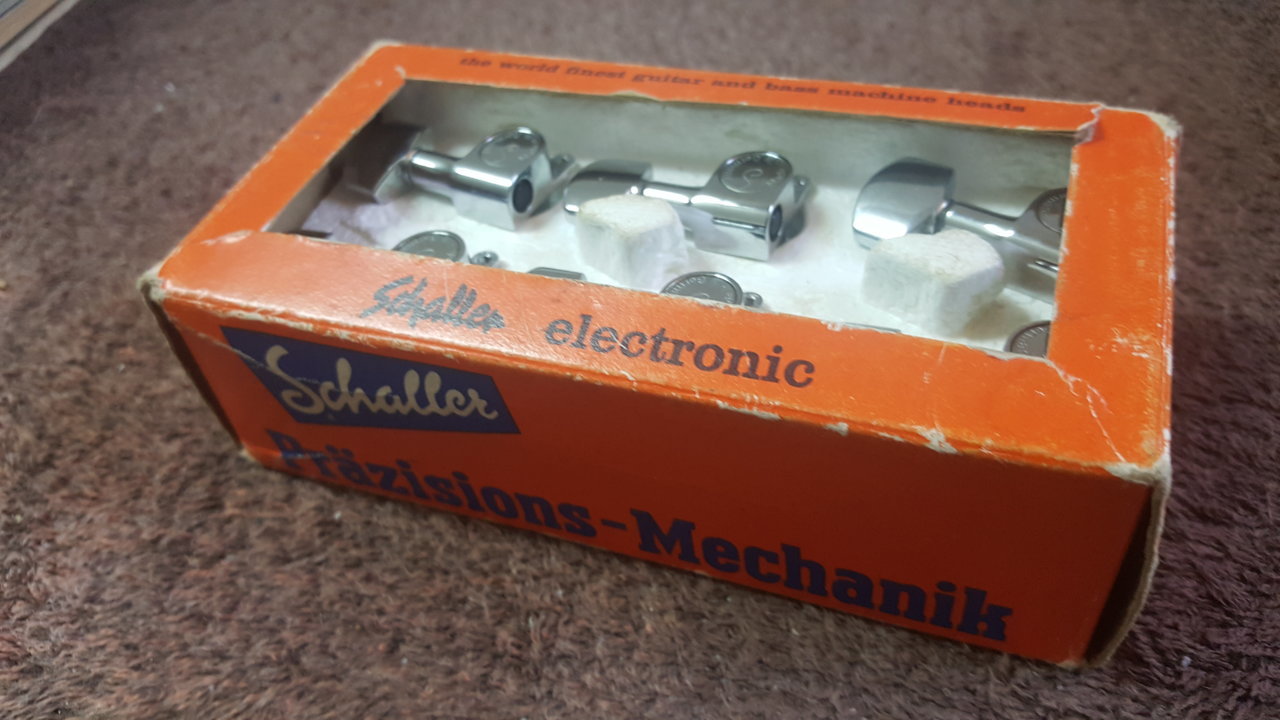 the world finest guitar and bass machine heads
Schaller electronic
Schaller
Präzisions-Mechanik